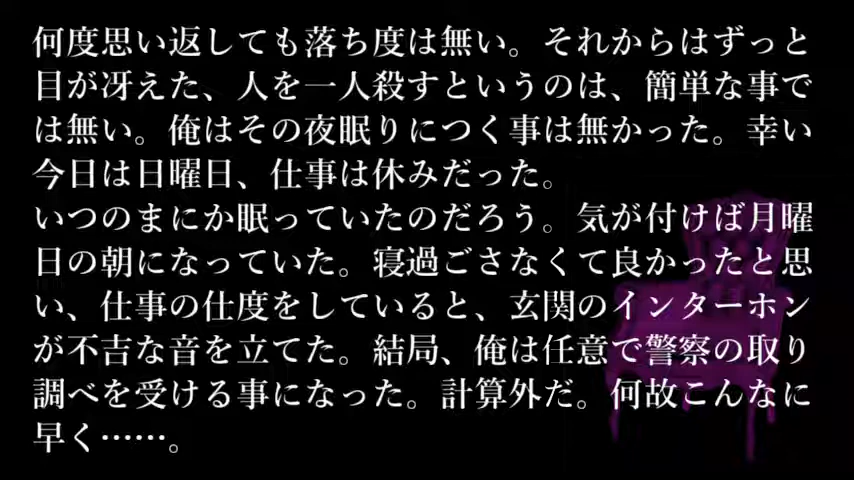 何度思い返しても落ち度は無い。それからはずっと
目が冴えた、人を一人殺すというのは、簡単な事で
は無い。俺はその夜眠りにつく事は無かった。幸い
今日は日曜日、仕事は休みだった。
いつのまにか眠っていたのだろう。気が付けば月曜
日の朝になっていた。寝過ごさなくて良かったと思
い、仕事の仕度をしていると、玄関のインターホン
が不吉な音を立てた。結局、俺は任意で警察の取り
調べを受ける事になった。計算外だ。何故こんなに
早く……。